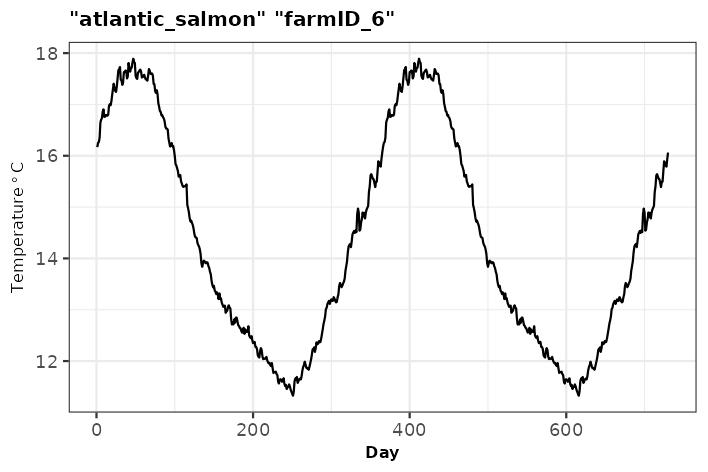 "atlantic_salmon" "farmID_6"
Temperature ° C
18
16
14
12
0 200 400 600
Day